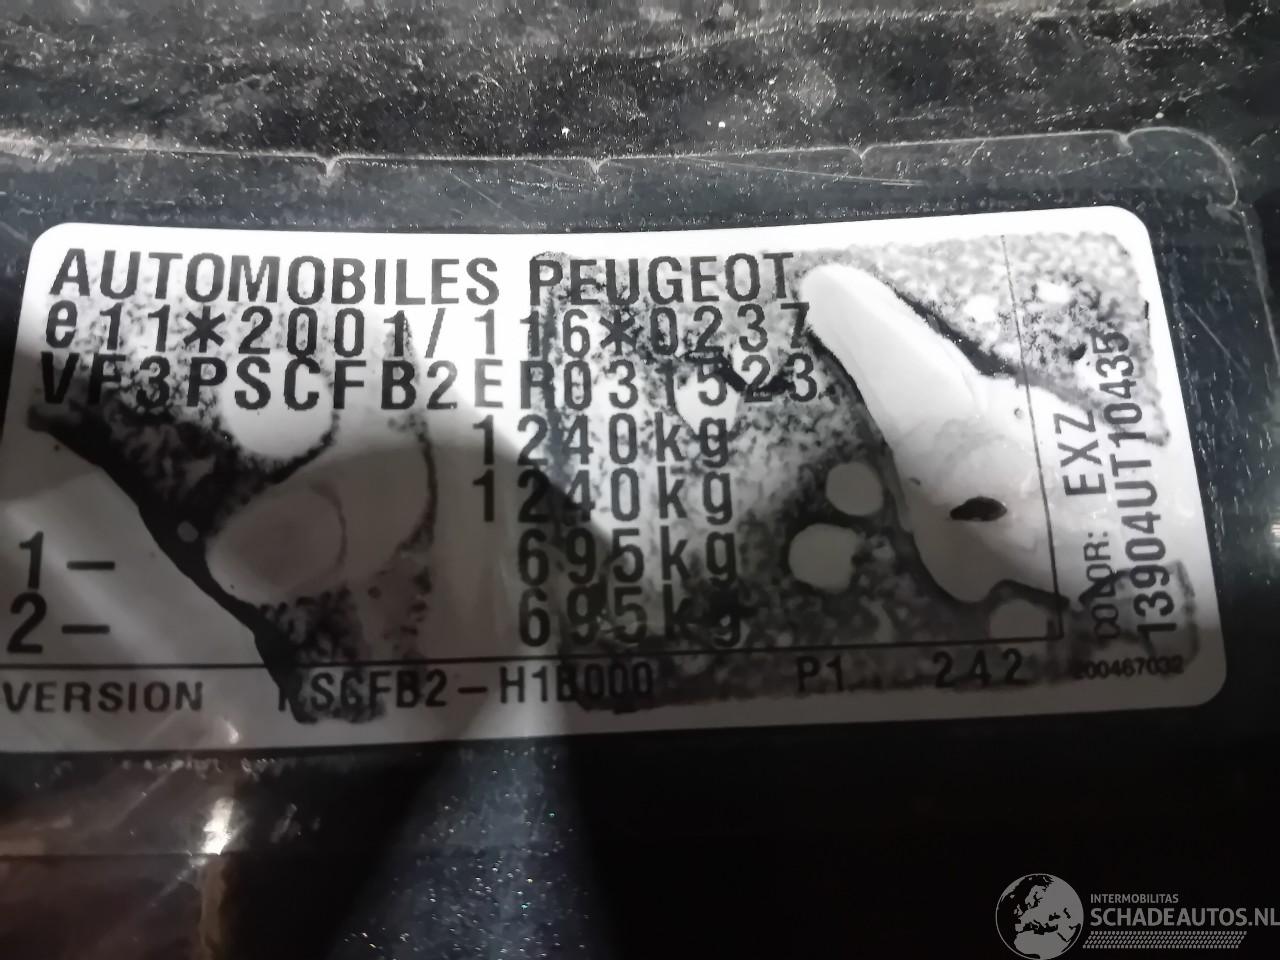 AUTOMOBILES PEUGEOT
e11*2001/116*0237
VF3PSCFB2ER031523
1240kg
1240kg
1- 695kg
2- 695kg
VERSION PSCFB2-H1B000 P1 242
COLOR: EXZ
13904UT10435
200467032
INTERMOBILITAS
SCHADEAUTOS.NL